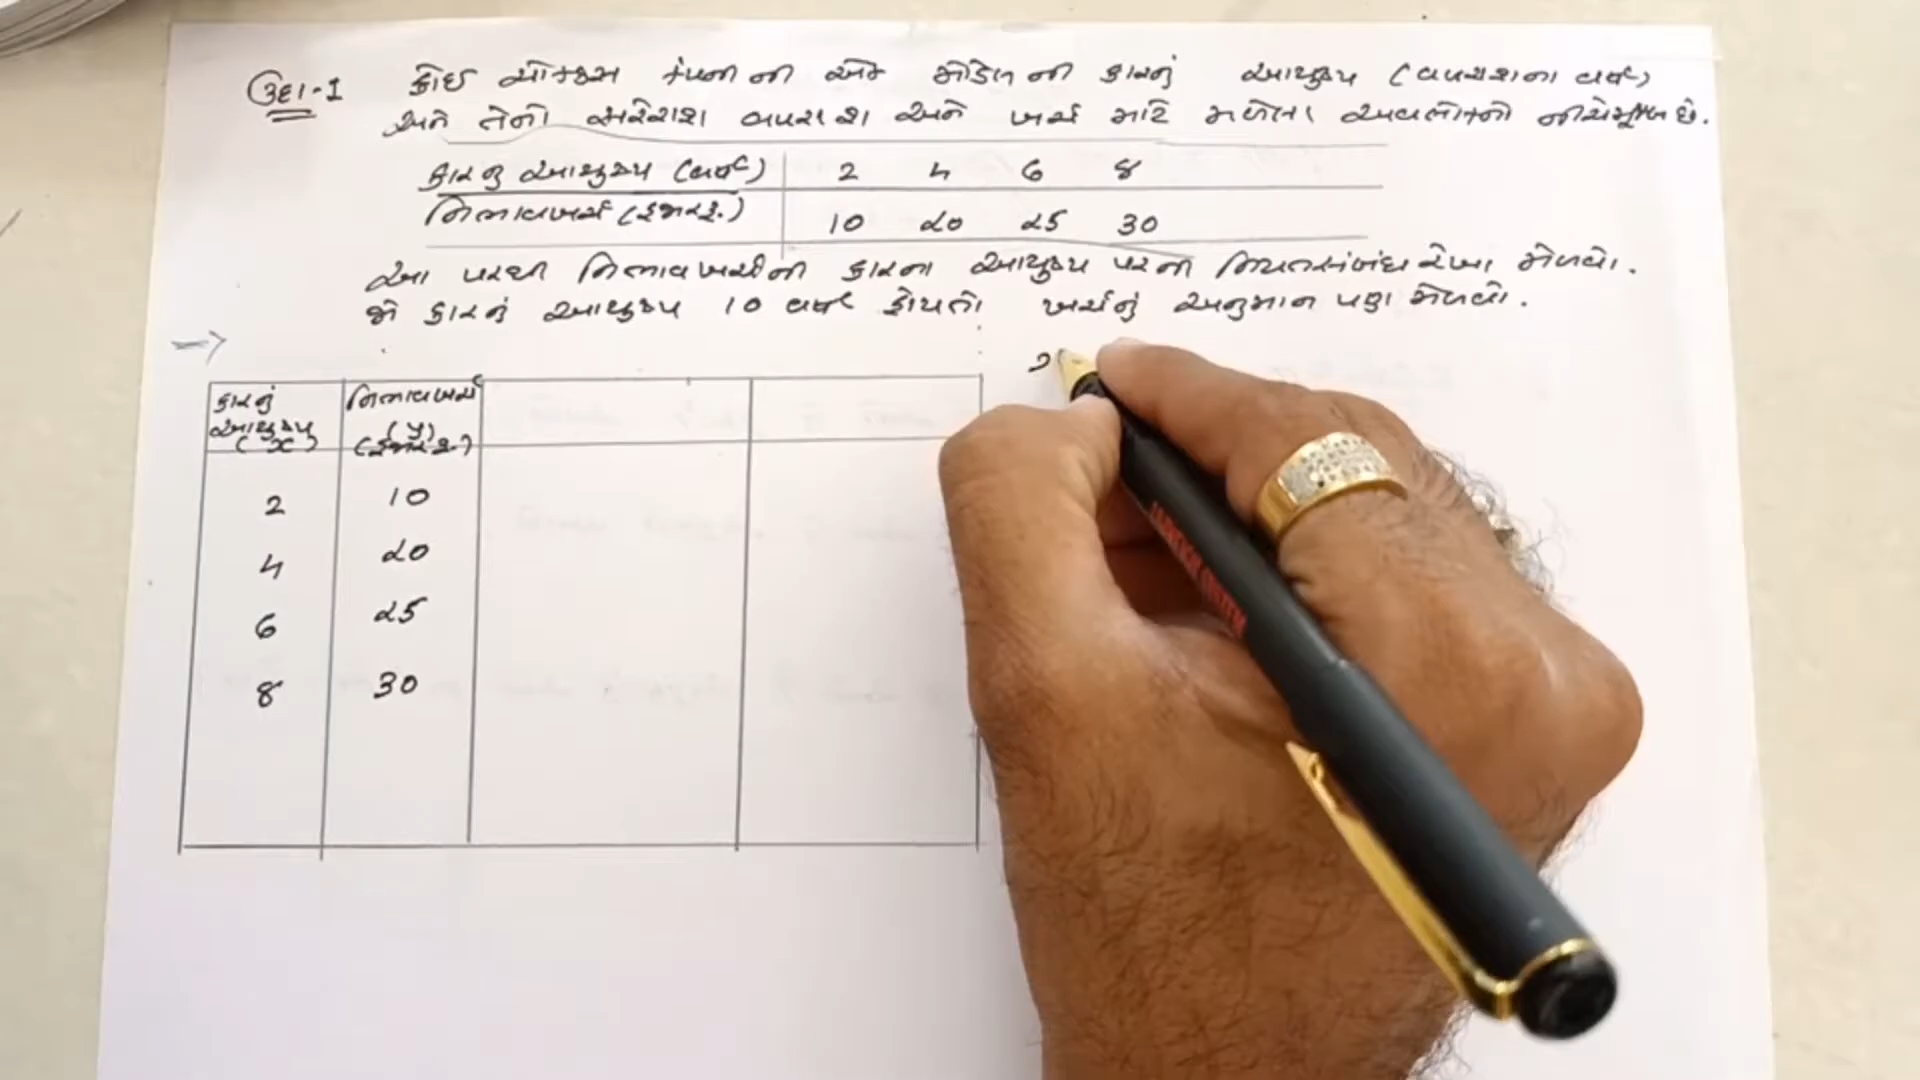 ઉદા-1 કોઈ ચોક્કસ કંપનીની એક મોડેલની કારનું આયુષ્ય (વપરાશના વર્ષ)
અને તેનો સરેરાશ વપરાશ અને ખર્ચ માટે મળેલા અવલોકનો નીચે મુજબ છે.
કારનું આયુષ્ય (વર્ષ) 2 4 6 8
નિભાવખર્ચ (હજાર રૂ.) 10 20 25 30
આ પરથી નિભાવખર્ચની કારના આયુષ્ય પરની નિયતસંબંધ રેખા મેળવો.
જો કારનું આયુષ્ય 10 વર્ષ હોયતો ખર્ચનું અનુમાન પણ મેળવો.
કારનું આયુષ્ય (x) નિભાવખર્ચ (y) (હજાર રૂ.)
2 10
4 20
6 25
8 30